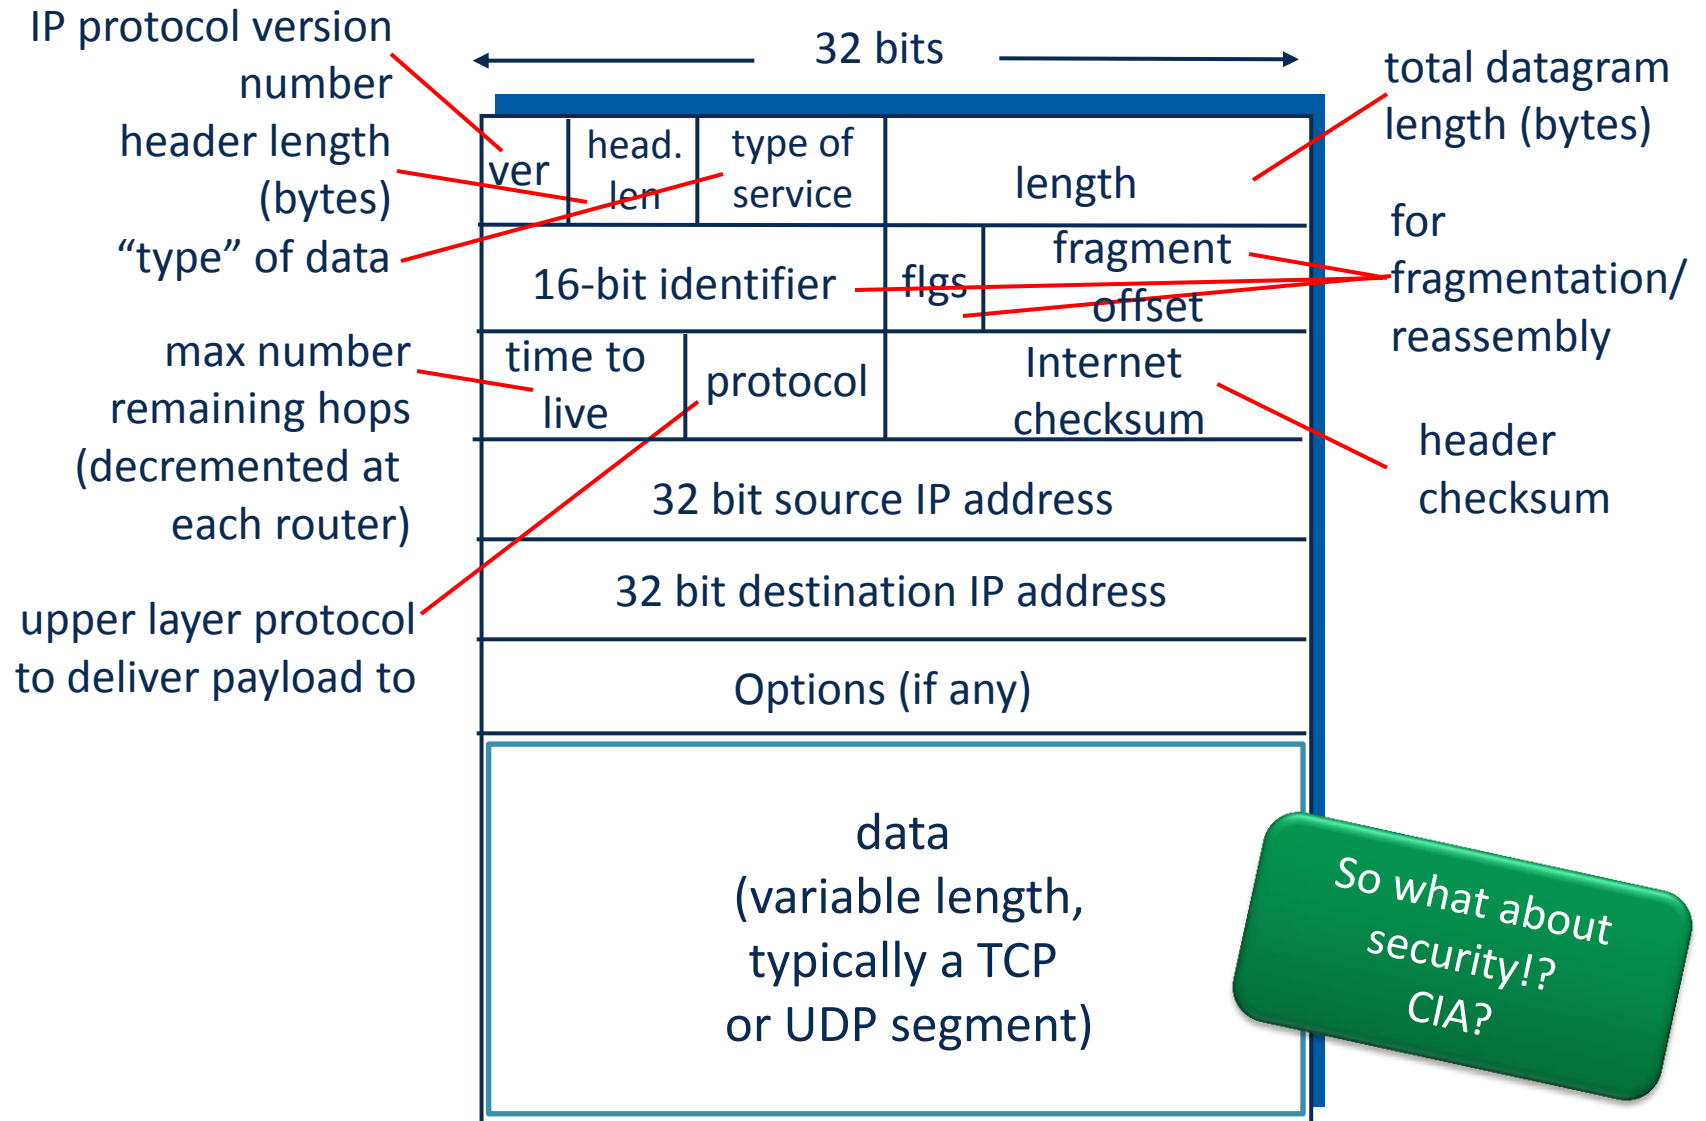 IP protocol version
number
header length
(bytes)
“type” of data
max number
remaining hops
(decremented at
each router)
upper layer protocol
to deliver payload to
32 bits
ver
head.
len
type of
service
length
16-bit identifier
flgs
fragment
offset
time to
live
protocol
Internet
checksum
32 bit source IP address
32 bit destination IP address
Options (if any)
data
(variable length,
typically a TCP
or UDP segment)
total datagram
length (bytes)
for
fragmentation/
reassembly
header
checksum
So what about
security!?
CIA?